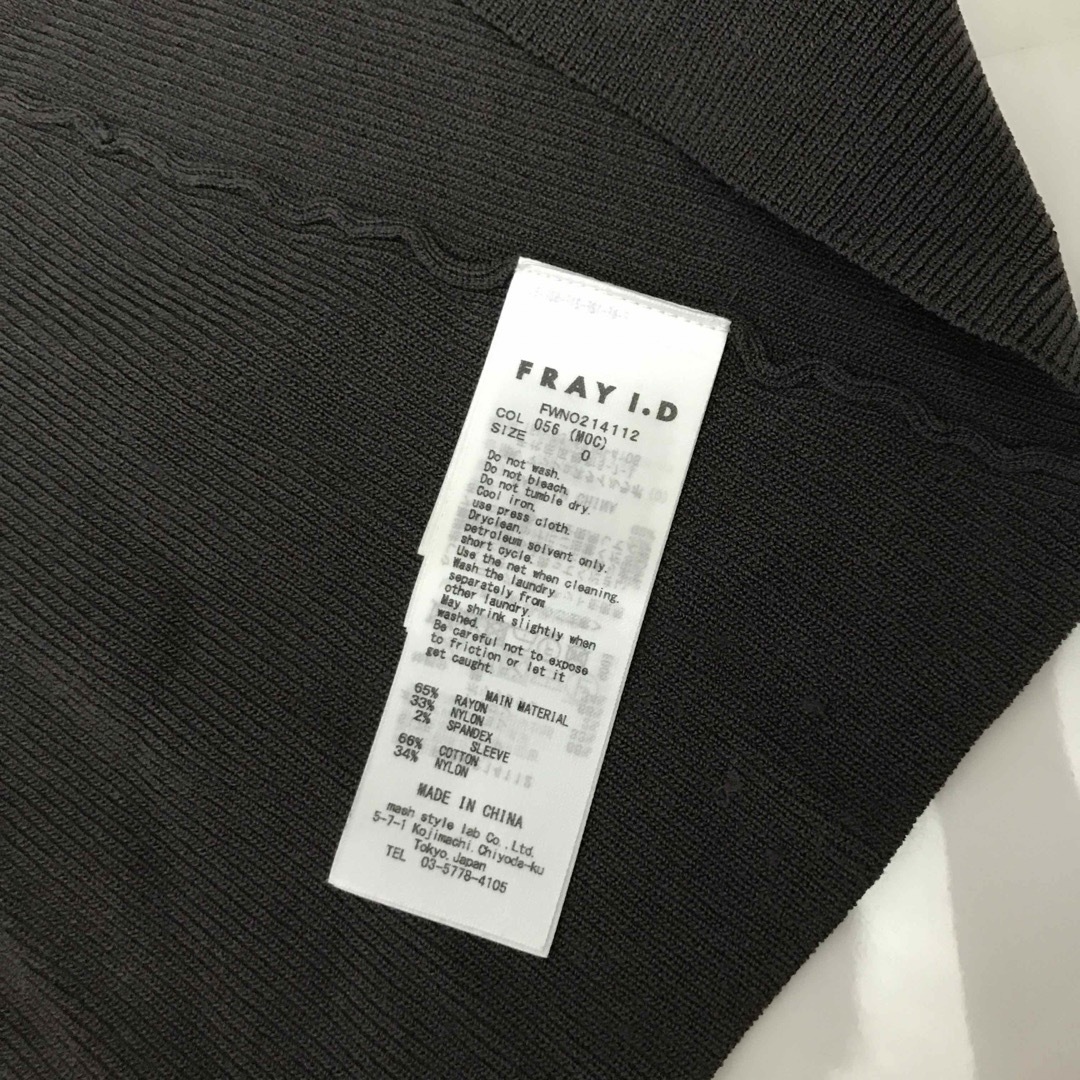 FRAY I.D
FWNO214112
COL 056 (MOC)
SIZE 0
Do not wash.
Do not bleach.
Do not tumble dry.
Cool iron.
use press cloth.
Dryclean.
petroleum solvent only.
short cycle.
Use the net when cleaning.
Wash the laundry
separately from
other laundry.
May shrink slightly when
washed.
Be careful not to expose
to friction or let it
get caught.
MAIN MATERIAL
65% RAYON
33% NYLON
2% SPANDEX
SLEEVE
66% COTTON
34% NYLON
MADE IN CHINA
mash style lab Co.,Ltd.
5-7-1 Kojimachi.Chiyoda-ku
Tokyo.Japan
TEL 03-5778-4105